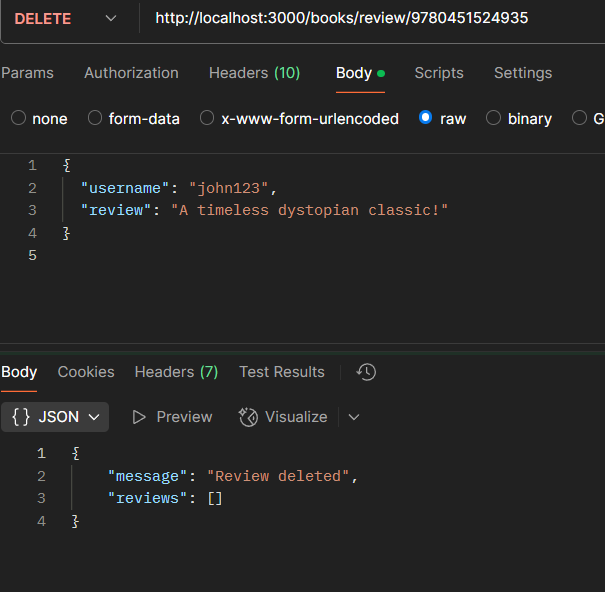 DELETE http://localhost:3000/books/review/9780451524935
Params Authorization Headers (10) Body Scripts Settings
none form-data x-www-form-urlencoded raw binary G
1 {
2 "username": "john123",
3 "review": "A timeless dystopian classic!"
4 }
5
Body Cookies Headers (7) Test Results
{} JSON Preview Visualize
1 {
2 "message": "Review deleted",
3 "reviews": []
4 }